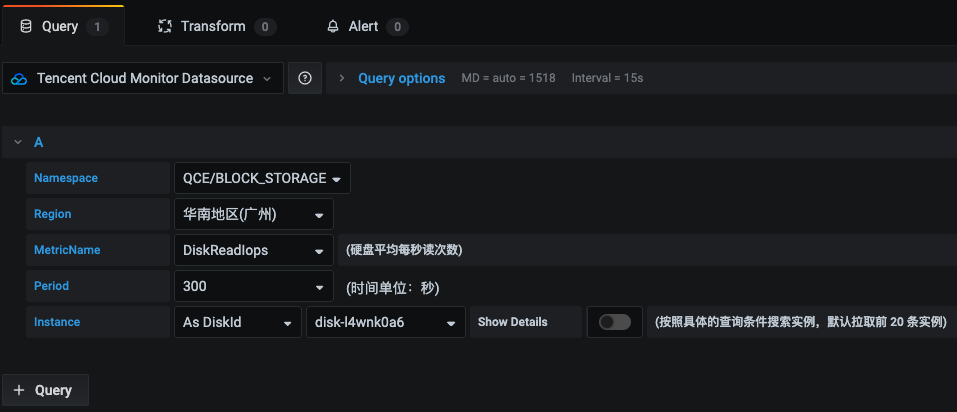 Query 1 Transform 0 Alert 0
Tencent Cloud Monitor Datasource Query options MD = auto = 1518 Interval = 15s
A
Namespace QCE/BLOCK_STORAGE
Region 华南地区(广州)
MetricName DiskReadIops (硬盘平均每秒读次数)
Period 300 (时间单位：秒)
Instance As DiskId disk-l4wnk0a6 Show Details (按照具体的查询条件搜索实例，默认拉取前 20 条实例)
+ Query